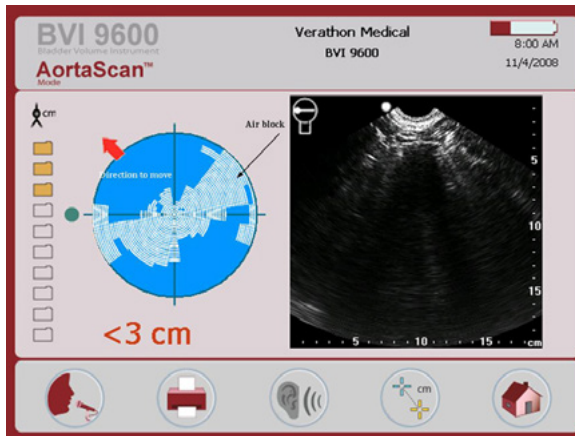 BVI 9600
Bladder Volume Instrument
AortaScan™
Mode
Verathon Medical
BVI 9600
8:00 AM
11/4/2008
cm
Air block
Direction to move
<3 cm
5
10
15
5 10 15 cm
cm